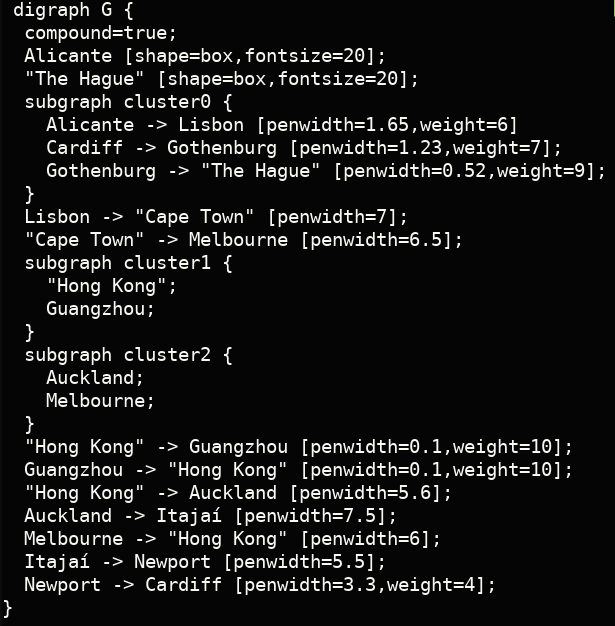 digraph G {
compound=true;
Alicante [shape=box,fontsize=20];
"The Hague" [shape=box,fontsize=20];
subgraph cluster0 {
Alicante -> Lisbon [penwidth=1.65,weight=6]
Cardiff -> Gothenburg [penwidth=1.23,weight=7];
Gothenburg -> "The Hague" [penwidth=0.52,weight=9];
}
Lisbon -> "Cape Town" [penwidth=7];
"Cape Town" -> Melbourne [penwidth=6.5];
subgraph cluster1 {
"Hong Kong";
Guangzhou;
}
subgraph cluster2 {
Auckland;
Melbourne;
}
"Hong Kong" -> Guangzhou [penwidth=0.1,weight=10];
Guangzhou -> "Hong Kong" [penwidth=0.1,weight=10];
"Hong Kong" -> Auckland [penwidth=5.6];
Auckland -> Itajaí [penwidth=7.5];
Melbourne -> "Hong Kong" [penwidth=6];
Itajaí -> Newport [penwidth=5.5];
Newport -> Cardiff [penwidth=3.3,weight=4];
}